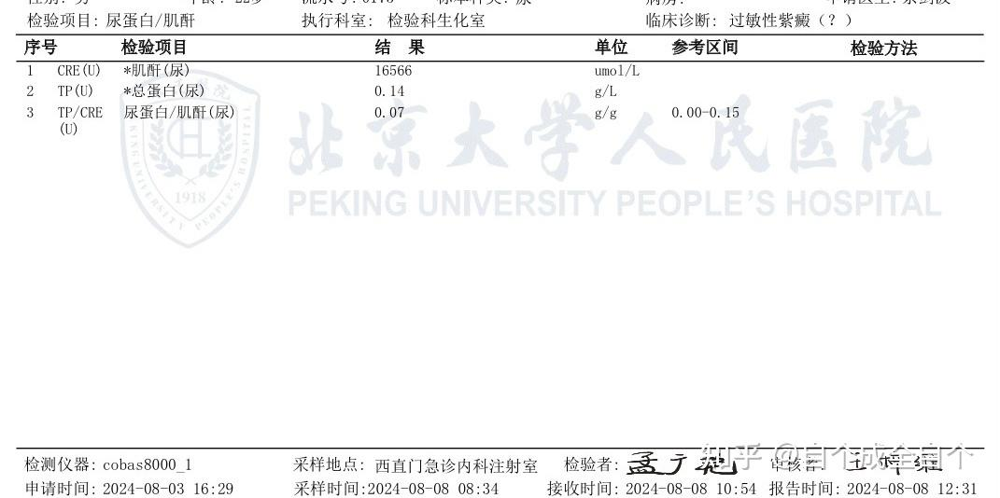 检验项目: 尿蛋白/肌酐 执行科室: 检验科生化室 临床诊断: 过敏性紫癜（？）
序号 检验项目 结 果 单位 参考区间 检验方法
1 CRE(U) *肌酐(尿) 16566 umol/L
2 TP(U) *总蛋白(尿) 0.14 g/L
3 TP/CRE 尿蛋白/肌酐(尿) 0.07 g/g 0.00-0.15
(U)
北京大学人民医院
PEKING UNIVERSITY PEOPLE'S HOSPITAL
1918
检测仪器: cobas8000_1 采样地点: 西直门急诊内科注射室 检验者: 审核者:
知乎 @自个成全自个
申请时间: 2024-08-03 16:29 采样时间:2024-08-08 08:34 接收时间: 2024-08-08 10:54 报告时间: 2024-08-08 12:31